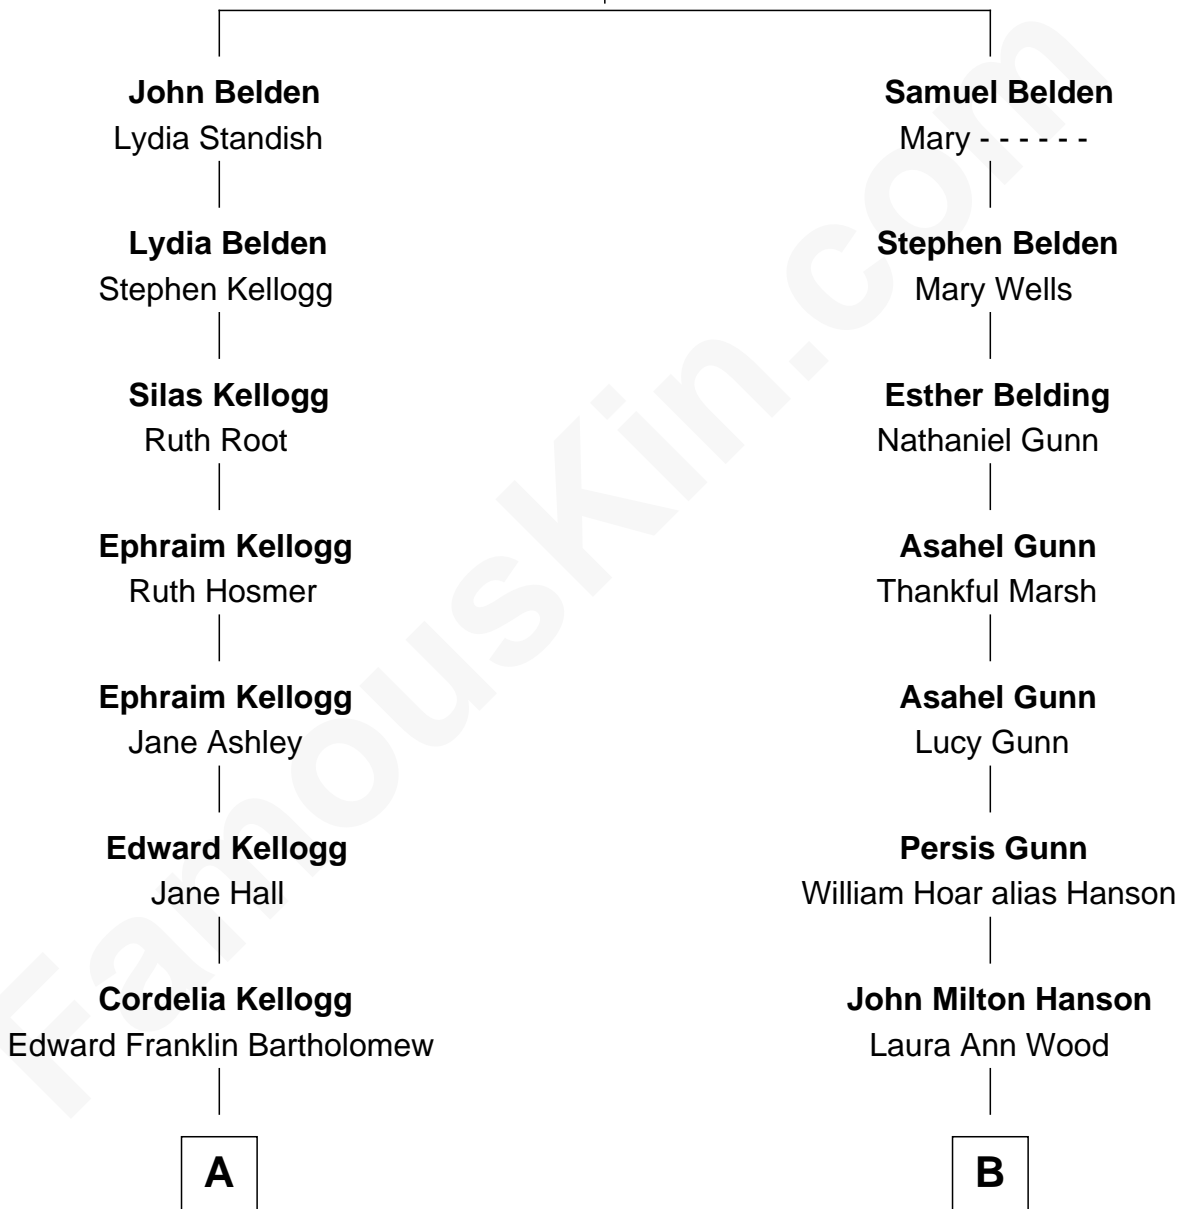 John Belden
Lydia Standish
Lydia Belden
Stephen Kellogg
Silas Kellogg
Ruth Root
Ephraim Kellogg
Ruth Hosmer
Ephraim Kellogg
Jane Ashley
Edward Kellogg
Jane Hall
Cordelia Kellogg
Edward Franklin Bartholomew
A
Samuel Belden
Mary - - - - - -
Stephen Belden
Mary Wells
Esther Belding
Nathaniel Gunn
Asahel Gunn
Thankful Marsh
Asahel Gunn
Lucy Gunn
Persis Gunn
William Hoar alias Hanson
John Milton Hanson
Laura Ann Wood
B
FamousKin.com